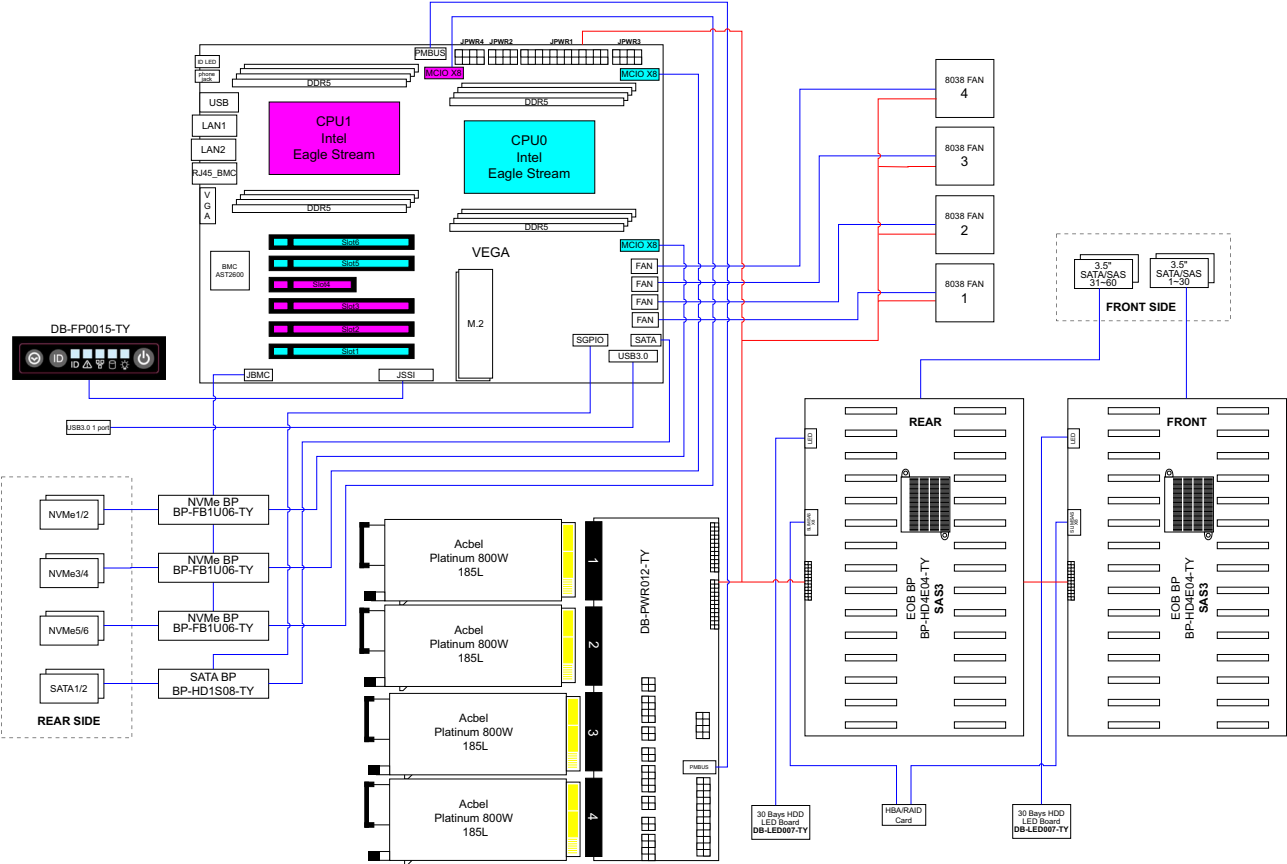 JPWR4
JPWR2
JPWR1
JPWR3
PMBUS
MCIO X8
MCIO X8
ID LED
phone
jack
USB
LAN1
LAN2
RJ45_BMC
V
G
A
DDR5
DDR5
CPU1
Intel
Eagle Stream
CPU0
Intel
Eagle Stream
DDR5
DDR5
MCIO X8
VEGA
BMC
AST2600
Slot6
Slot5
Slot4
Slot3
Slot2
Slot1
M.2
FAN
FAN
FAN
FAN
SGPIO
SATA
USB3.0
JBMC
JSSI
8038 FAN
4
8038 FAN
3
8038 FAN
2
8038 FAN
1
3.5"
SATA/SAS
31~60
3.5"
SATA/SAS
1~30
FRONT SIDE
DB-FP0015-TY
ID
ID
USB3.0 1 port
NVMe1/2
NVMe3/4
NVMe5/6
SATA1/2
REAR SIDE
NVMe BP
BP-FB1U06-TY
NVMe BP
BP-FB1U06-TY
NVMe BP
BP-FB1U06-TY
SATA BP
BP-HD1S08-TY
Acbel
Platinum 800W
185L
1
Acbel
Platinum 800W
185L
2
Acbel
Platinum 800W
185L
3
Acbel
Platinum 800W
185L
4
DB-PWR012-TY
PMBUS
REAR
LED
X8
EOB BP
BP-HD4E04-TY
SAS3
FRONT
LED
X8
EOB BP
BP-HD4E04-TY
SAS3
30 Bays HDD
LED Board
DB-LED007-TY
HBA/RAID
Card
30 Bays HDD
LED Board
DB-LED007-TY